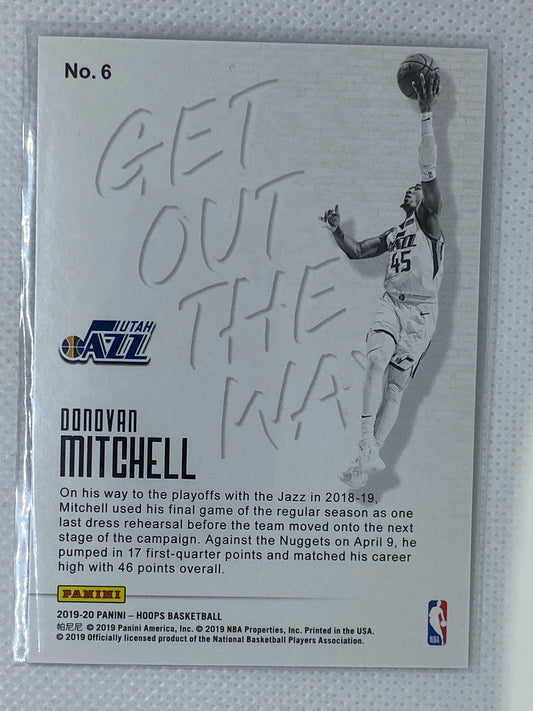 No. 6
GET
OUT
THE
WAY
JAZZ
45
UTAH
JAZZ
DONOVAN
MITCHELL
On his way to the playoffs with the Jazz in 2018-19,
Mitchell used his final game of the regular season as one
last dress rehearsal before the team moved onto the next
stage of the campaign. Against the Nuggets on April 9, he
pumped in 17 first-quarter points and matched his career
high with 46 points overall.
PANINI
2019-20 PANINI – HOOPS BASKETBALL
帕尼尼 © 2019 Panini America, Inc. © 2019 NBA Properties, Inc. Printed in the USA.
© 2019 Officially licensed product of the National Basketball Players Association.
NBA